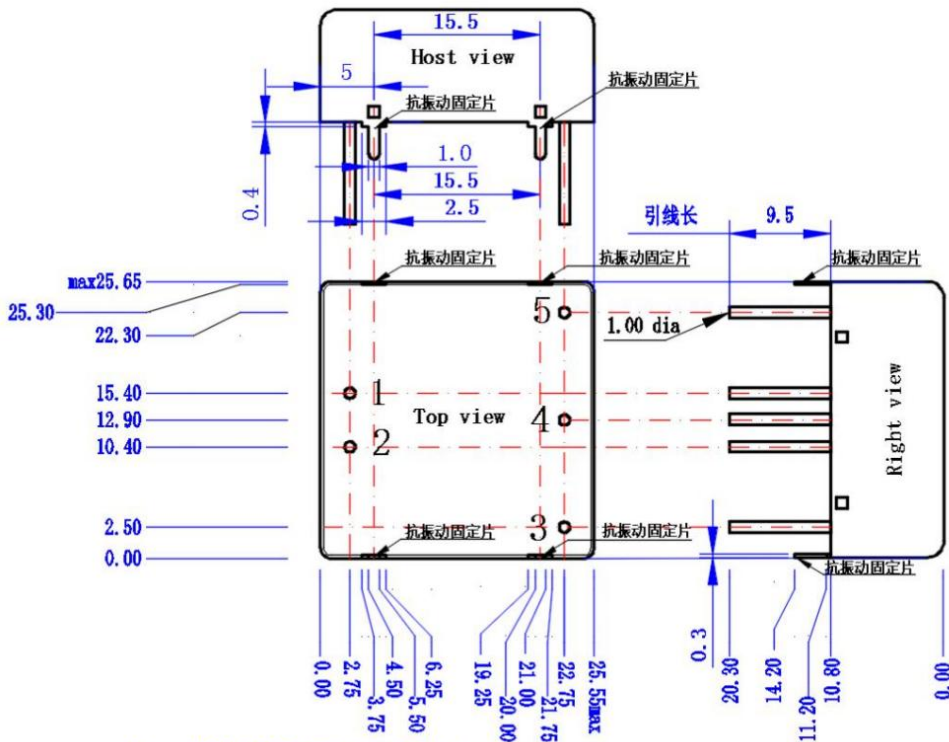 15.5
Host view
5
抗振动固定片
抗振动固定片
1.0
0.4
15.5
2.5
引线长
9.5
max25.65
抗振动固定片
抗振动固定片
抗振动固定片
25.30
22.30
5
1.00 dia
15.40
1
12.90
Top view
4
10.40
2
Right view
2.50
3
抗振动固定片
抗振动固定片
0.00
抗振动固定片
0.3
0.00
2.75
3.75
4.50
5.50
6.25
19.25
20.00
21.00
21.75
22.75
25.55max
20.30
14.20
11.20
10.80
0.00